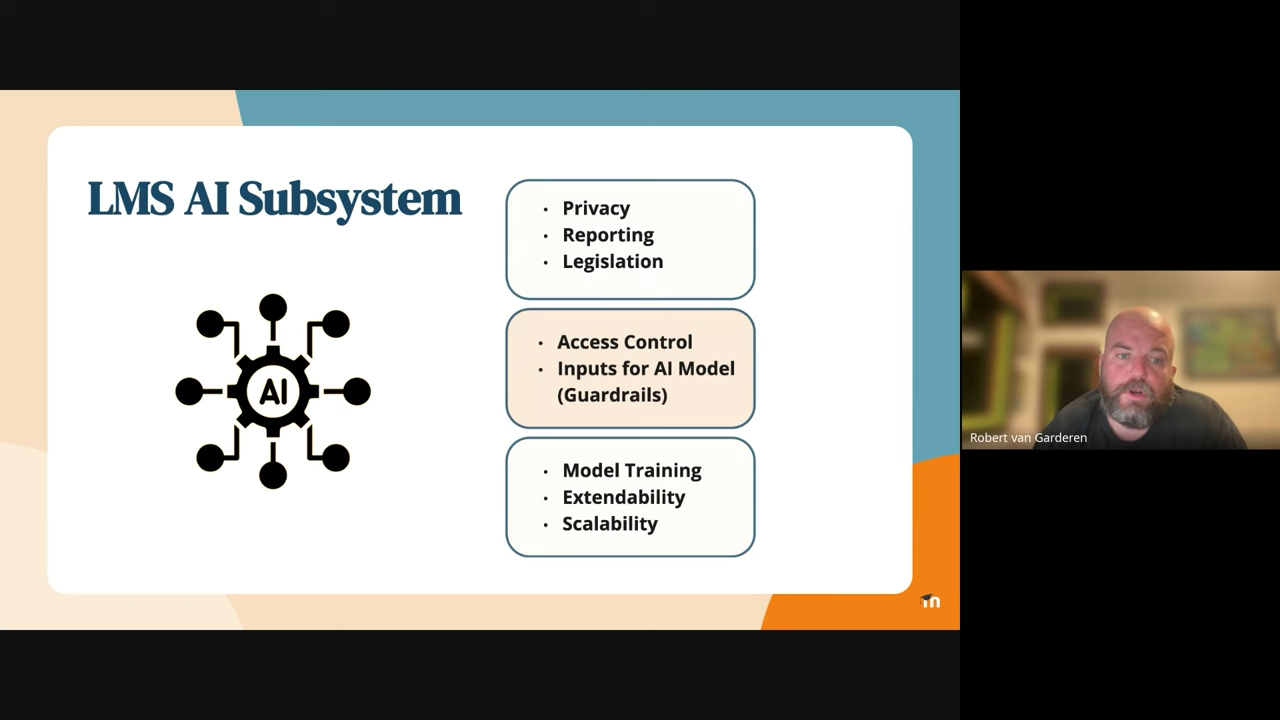 LMS AI Subsystem
AI
· Privacy
· Reporting
· Legislation
· Access Control
· Inputs for AI Model
(Guardrails)
· Model Training
· Extendability
· Scalability
m
Robert van Garderen